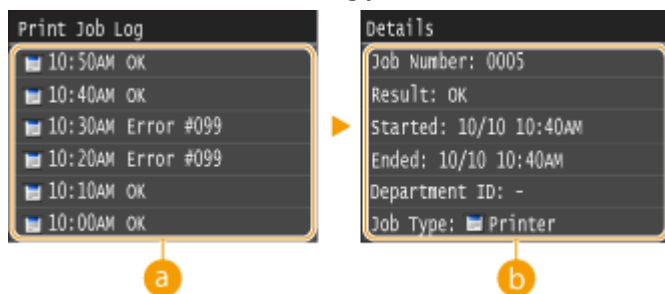 Print Job Log
10:50AM OK
10:40AM OK
10:30AM Error #099
10:20AM Error #099
10:10AM OK
10:00AM OK
a
Details
Job Number: 0005
Result: OK
Started: 10/10 10:40AM
Ended: 10/10 10:40AM
Department ID: -
Job Type: Printer
b